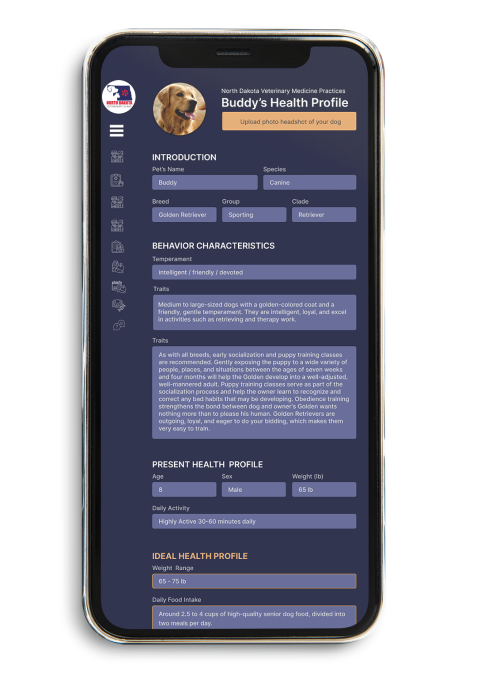 North Dakota Veterinary Medicine Practices
Buddy's Health Profile
Upload photo headshot of your dog
NORTH DAKOTA
INTRODUCTION
Pet's Name
Species
Buddy
Canine
Breed
Group
Clade
Golden Retriever
Sporting
Retriever
BEHAVIOR CHARACTERISTICS
Temperament
Intelligent / friendly / devoted
Traits
Medium to large-sized dogs with a golden-colored coat and a
friendly, gentle temperament. They are intelligent, loyal, and excel
in activities such as retrieving and therapy work.
Traits
As with all breeds, early socialization and puppy training classes
are recommended. Gently exposing the puppy to a wide variety of
people, places, and situations between the ages of seven weeks
and four months will help the Golden develop into a well-adjusted,
well-mannered adult. Puppy training classes serve as part of the
socialization process and help the owner learn to recognize and
correct any bad habits that may be developing. Obedience training
strengthens the bond between dog and owner's Golden wants
nothing more than to please his human. Golden Retrievers are
outgoing, loyal, and eager to do your bidding, which makes them
very easy to train.
PRESENT HEALTH PROFILE
Age
Sex
Weight (lb)
8
Male
65 lb
Daily Activity
Highly Active 30-60 minutes daily
IDEAL HEALTH PROFILE
Weight Range
65 - 75 lb
Daily Food Intake
Around 2.5 to 4 cups of high-quality senior dog food, divided into
two meals per day.